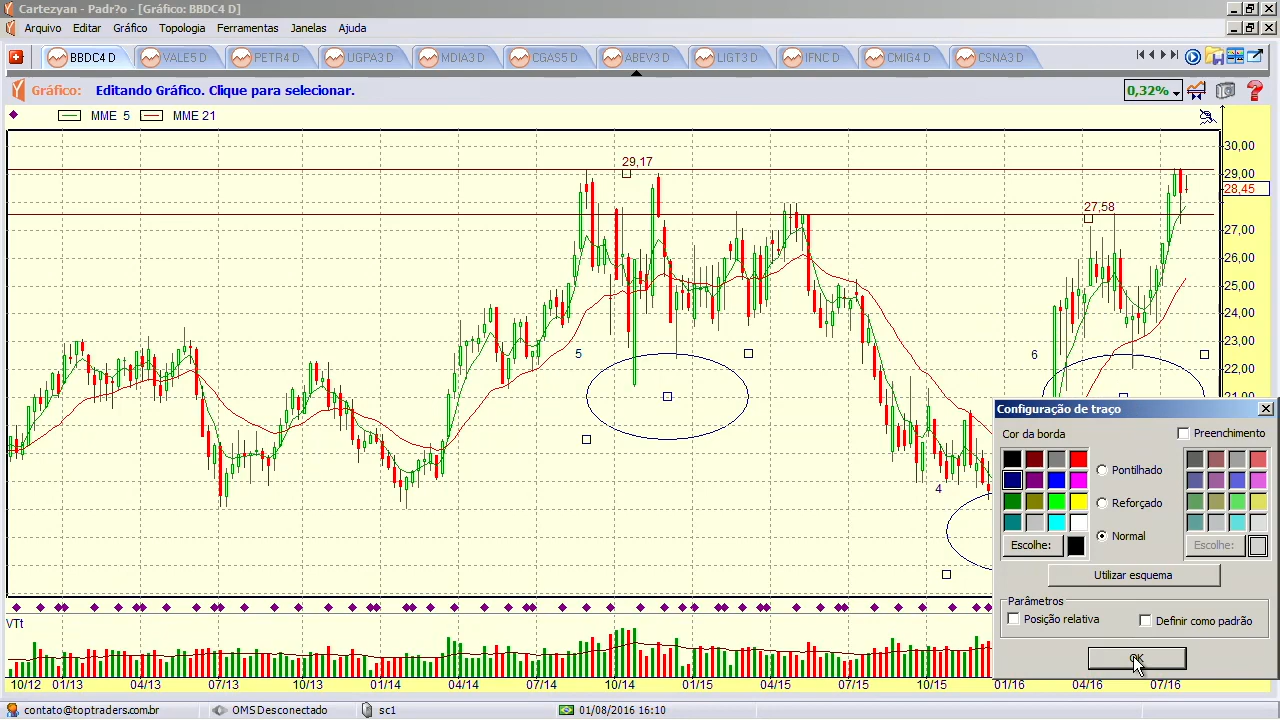 Cartezyan - Padr?o - [Gráfico: BBDC4 D]
Arquivo Editar Gráfico Topologia Ferramentas Janelas Ajuda
BBDC4 D VALE5 D PETR4 D UGPA3 D MDIA3 D CGAS5 D ABEV3 D LIGT3 D IFNC D CMIG4 D CSNA3 D
Gráfico: Editando Gráfico. Clique para selecionar. 0,32%
MME 5 MME 21
30,00
29,17
29,00
28,45
27,58
27,00
26,00
25,00
24,00
23,00
5
6
22,00
21,00
4
Configuração de traço
Cor da borda
Preenchimento
Pontilhado
Reforçado
Normal
Escolhe:
Escolhe:
Utilizar esquema
Parâmetros
Posição relativa
Definir como padrão
OK
VTt
10/12 01/13 04/13 07/13 10/13 01/14 04/14 07/14 10/14 01/15 04/15 07/15 10/15 01/16 04/16 07/16
contato@toptraders.com.br OMS Desconectado sc1 01/08/2016 16:10